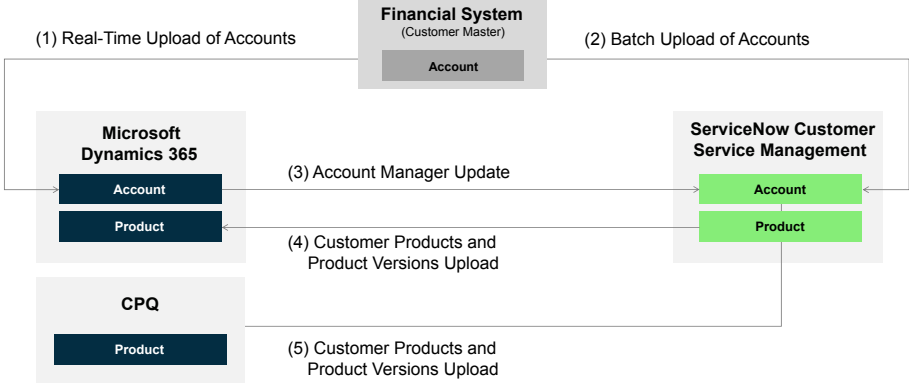 Financial System
(Customer Master)
Account
(1) Real-Time Upload of Accounts
(2) Batch Upload of Accounts
Microsoft
Dynamics 365
Account
Product
(3) Account Manager Update
(4) Customer Products and
Product Versions Upload
ServiceNow Customer
Service Management
Account
Product
CPQ
Product
(5) Customer Products and
Product Versions Upload